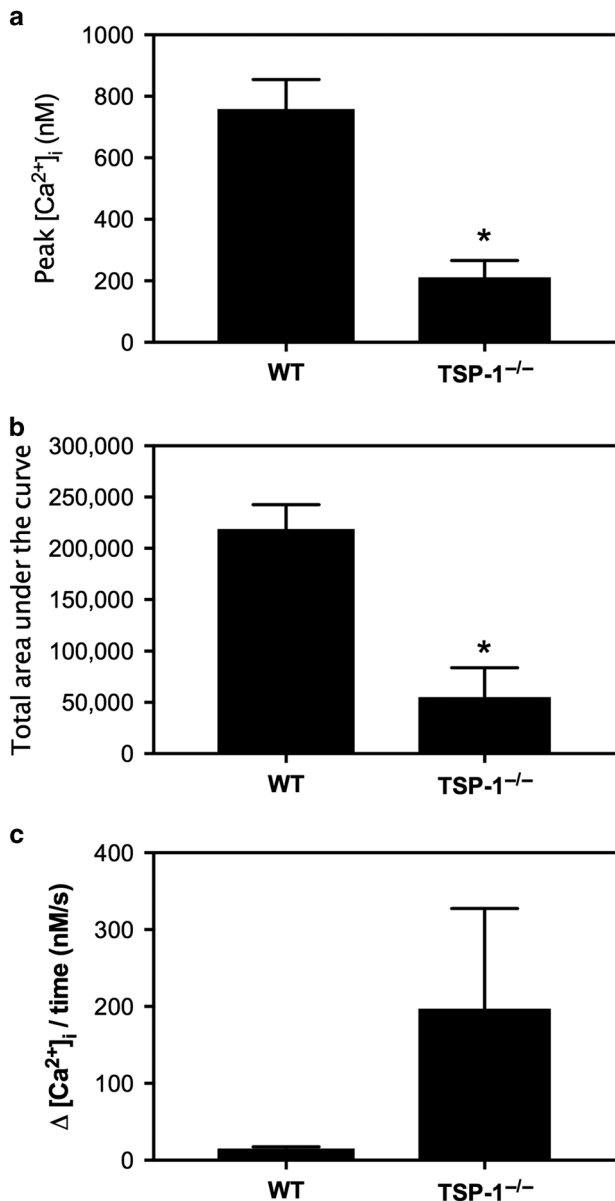 a
Peak [Ca²⁺]ᵢ (nM)
1000
800
600
400
200
0
*
WT TSP-1⁻/⁻
b
Total area under the curve
300,000
250,000
200,000
150,000
100,000
50,000
0
*
WT TSP-1⁻/⁻
c
Δ [Ca²⁺]ᵢ / time (nM/s)
400
300
200
100
0
WT TSP-1⁻/⁻